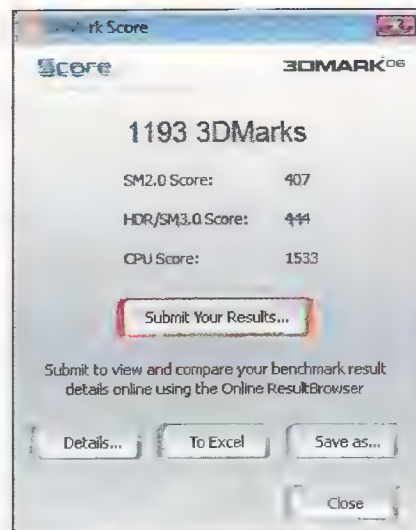 rk Score
Score
3DMARK06
1193 3DMarks
SM2.0 Score: 407
HDR/SM3.0 Score: 444
CPU Score: 1533
Submit Your Results...
Submit to view and compare your benchmark result
details online using the Online ResultBrowser
Details...
To Excel
Save as...
Close